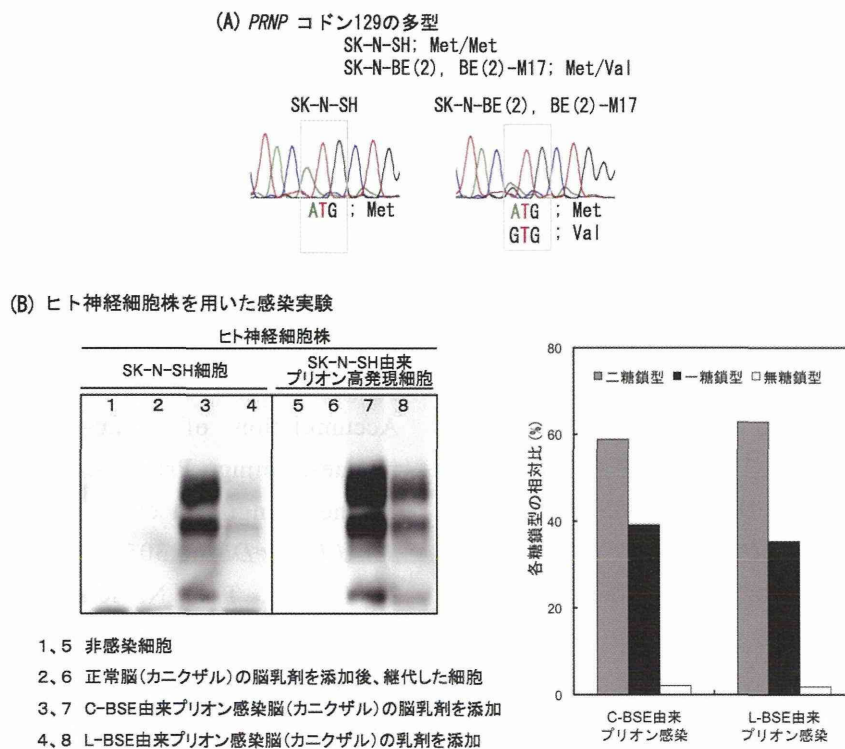 (A) PRNP コドン129の多型
SK-N-SH; Met/Met
SK-N-BE(2), BE(2)-M17; Met/Val
SK-N-SH
SK-N-BE(2), BE(2)-M17
ATG ; Met
ATG ; Met
GTG ; Val
(B) ヒト神経細胞株を用いた感染実験
ヒト神経細胞株
SK-N-SH細胞
SK-N-SH由来
プリオン高発現細胞
1 2 3 4 5 6 7 8
1、5 非感染細胞
2、6 正常脳(カニクザル)の脳乳剤を添加後、継代した細胞
3、7 C-BSE由来プリオン感染脳(カニクザル)の脳乳剤を添加
4、8 L-BSE由来プリオン感染脳(カニクザル)の乳剤を添加
各糖鎖型の相対比(%)
80
60
40
20
0
二糖鎖型 一糖鎖型 無糖鎖型
C-BSE由来
プリオン感染
L-BSE由来
プリオン感染